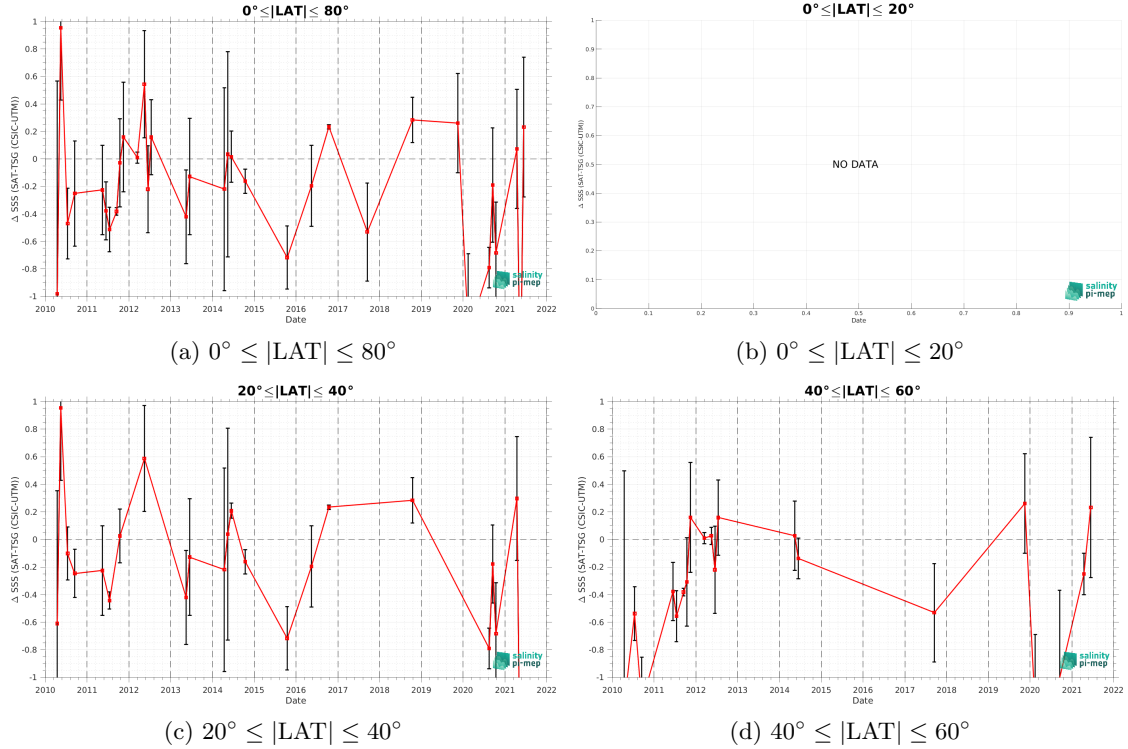 0°≤|LAT|≤ 80°
Δ SSS (SAT-TSG (CSIC-UTM))
1
0.8
0.6
0.4
0.2
0
-0.2
-0.4
-0.6
-0.8
-1
2010 2011 2012 2013 2014 2015 2016 2017 2018 2019 2020 2021 2022
Date
salinity
pi-mep
(a) 0° ≤ |LAT| ≤ 80°
0°≤|LAT|≤ 20°
Δ SSS (SAT-TSG (CSIC-UTM))
1
0.9
0.8
0.7
0.6
0.5
0.4
0.3
0.2
0.1
0
NO DATA
0 0.1 0.2 0.3 0.4 0.5 0.6 0.7 0.8 0.9 1
Date
salinity
pi-mep
(b) 0° ≤ |LAT| ≤ 20°
20°≤|LAT|≤ 40°
Δ SSS (SAT-TSG (CSIC-UTM))
1
0.8
0.6
0.4
0.2
0
-0.2
-0.4
-0.6
-0.8
-1
2010 2011 2012 2013 2014 2015 2016 2017 2018 2019 2020 2021 2022
Date
salinity
pi-mep
(c) 20° ≤ |LAT| ≤ 40°
40°≤|LAT|≤ 60°
Δ SSS (SAT-TSG (CSIC-UTM))
1
0.8
0.6
0.4
0.2
0
-0.2
-0.4
-0.6
-0.8
-1
2010 2011 2012 2013 2014 2015 2016 2017 2018 2019 2020 2021 2022
Date
salinity
pi-mep
(d) 40° ≤ |LAT| ≤ 60°